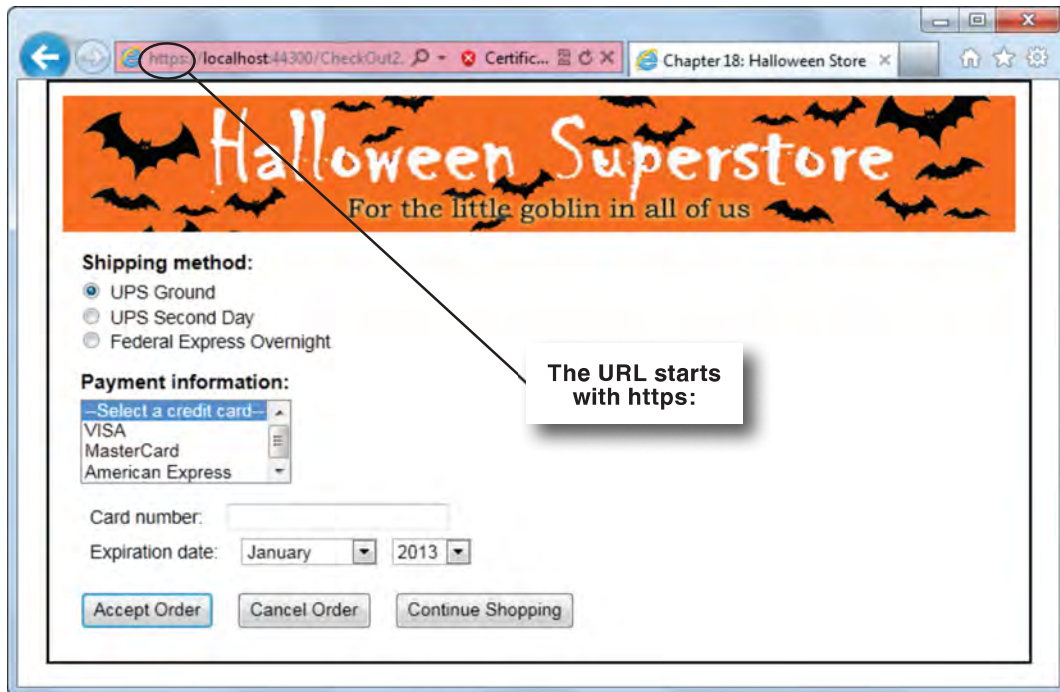 https://localhost:44300/CheckOut2. Certific... Chapter 18: Halloween Store
Halloween Superstore
For the little goblin in all of us
Shipping method:
UPS Ground
UPS Second Day
Federal Express Overnight
The URL starts
with https:
Payment information:
--Select a credit card--
VISA
MasterCard
American Express
Card number:
Expiration date: January 2013
Accept Order Cancel Order Continue Shopping